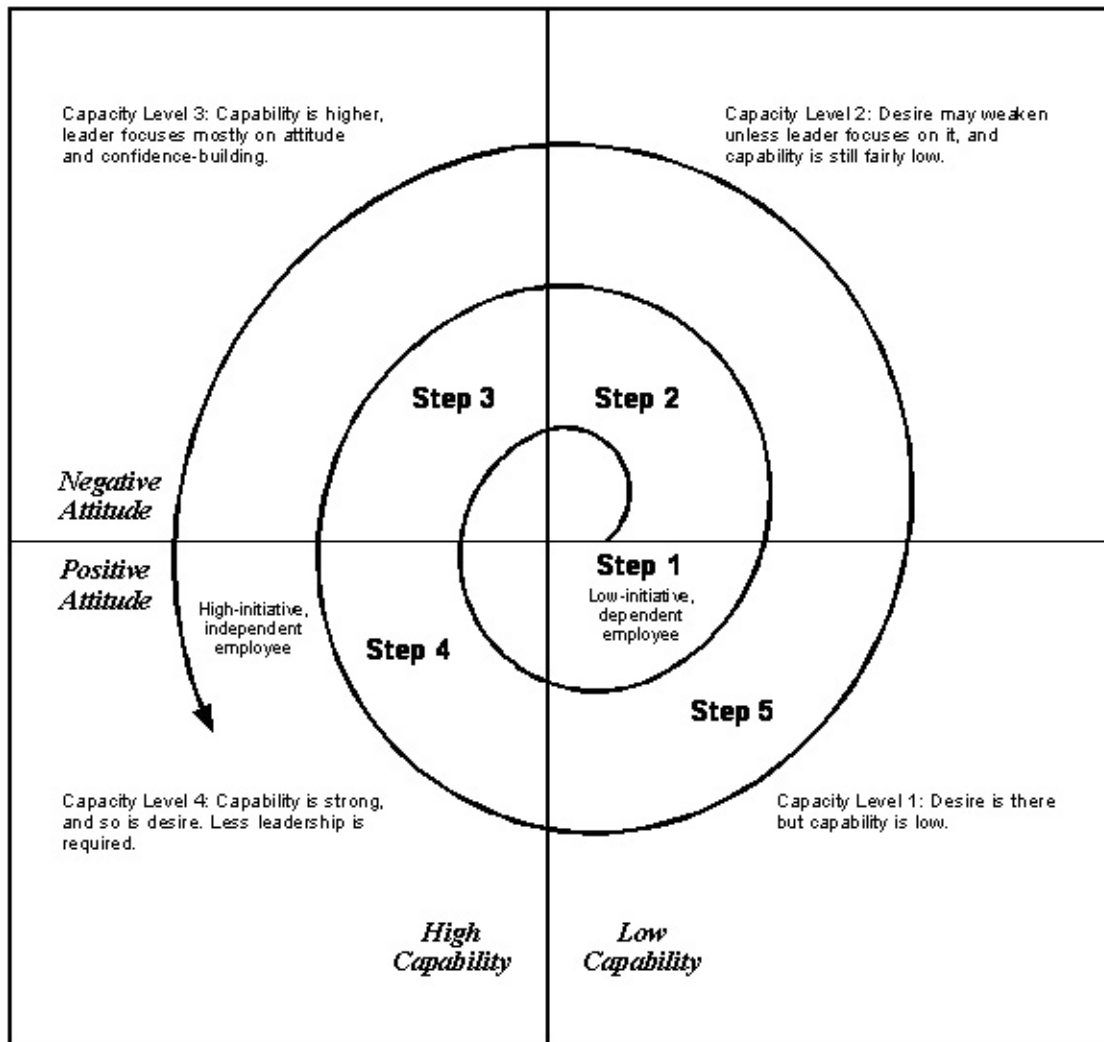 Capacity Level 3: Capability is higher,
leader focuses mostly on attitude
and confidence-building.
Capacity Level 2: Desire may weaken
unless leader focuses on it, and
capability is still fairly low.
Step 3
Step 2
Negative
Attitude
Positive
Attitude
High-initiative,
independent
employee
Step 1
Low-initiative,
dependent
employee
Step 4
Step 5
Capacity Level 4: Capability is strong,
and so is desire. Less leadership is
required.
Capacity Level 1: Desire is there
but capability is low.
High
Capability
Low
Capability